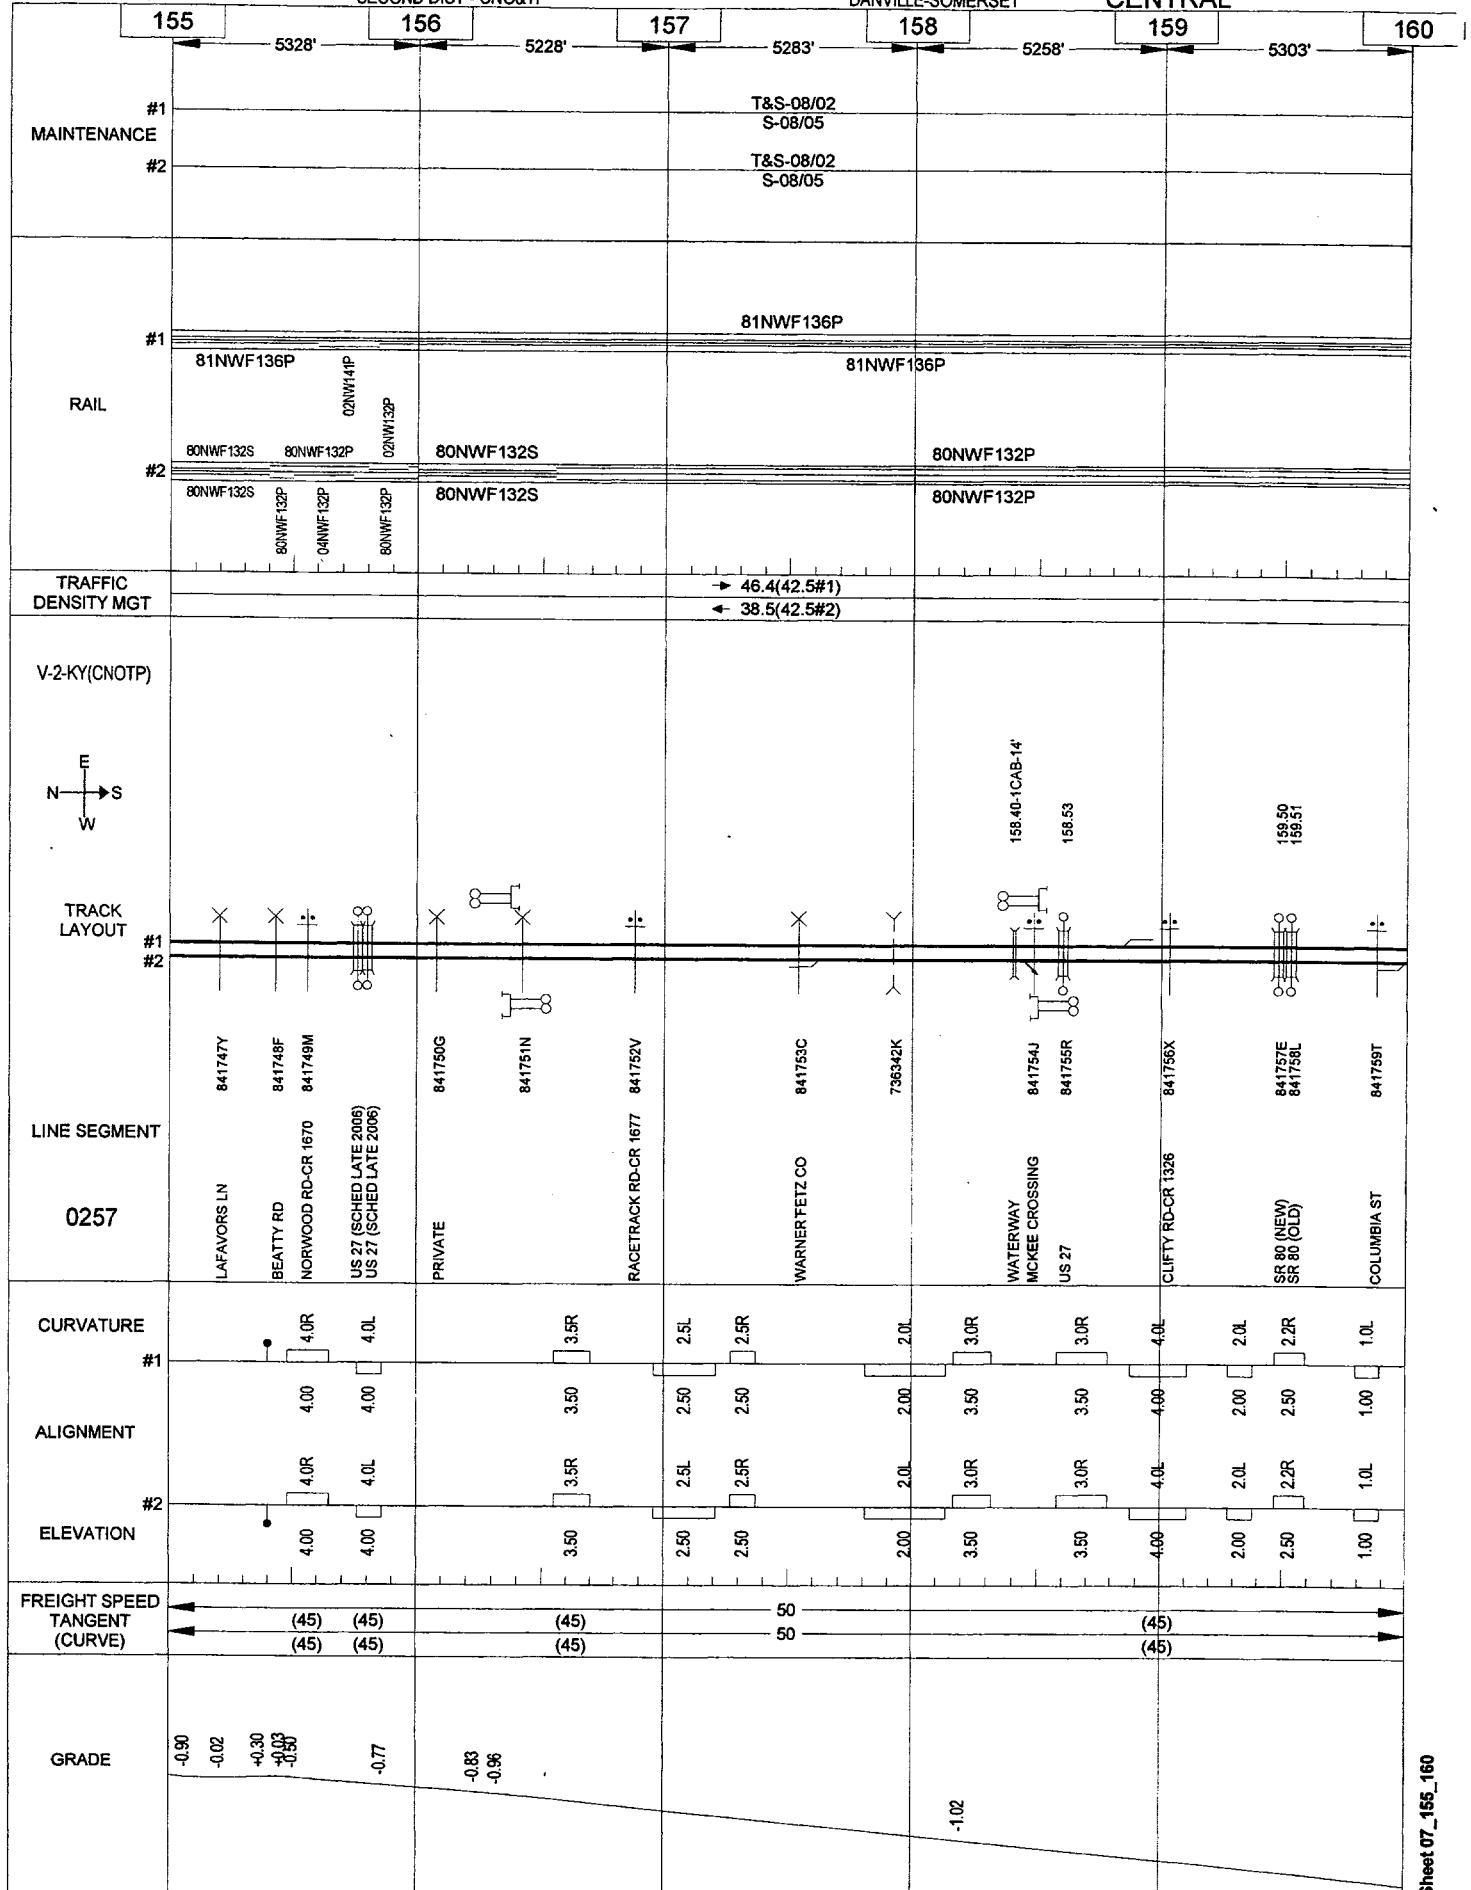 DANVILLE-SOMERSET
CENTRAL
155 156 157 158 159 160
5328' 5228' 5283' 5258' 5303'
MAINTENANCE
#1
T&S-08/02
S-08/05
#2
T&S-08/02
S-08/05
RAIL
#1
81NWF136P
81NWF136P
81NWF136P
02NW141P
02NW132P
#2
80NWF132S 80NWF132P 80NWF132S 80NWF132P
80NWF132S
80NWF132P
04NWF132P
80NWF132P
80NWF132S
80NWF132P
TRAFFIC
DENSITY MGT
46.4(42.5#1)
38.5(42.5#2)
V-2-KY(CNOTP)
E
N S
W
158.40-1CAB-14'
158.53
159.50
159.51
TRACK
LAYOUT
#1
#2
841747Y
841748F
841749M
841750G
841751N
841752V
841753C
736342K
841754J
841755R
841756X
841757E
841758L
841759T
LINE SEGMENT
0257
LAFAVORS LN
BEATTY RD
NORWOOD RD-CR 1670
US 27 (SCHED LATE 2006)
US 27 (SCHED LATE 2006)
PRIVATE
RACETRACK RD-CR 1677
WARNER FETZ CO
WATERWAY
MCKEE CROSSING
US 27
CLIFTY RD-CR 1326
SR 80 (NEW)
SR 80 (OLD)
COLUMBIA ST
CURVATURE
#1
4.0R 4.0L 3.5R 2.5L 2.5R 2.0L 3.0R 3.0R 4.0L 2.0L 2.2R 1.0L
4.00 4.00 3.50 2.50 2.50 2.00 3.50 3.50 4.00 2.00 2.50 1.00
ALIGNMENT
#2
4.0R 4.0L 3.5R 2.5L 2.5R 2.0L 3.0R 3.0R 4.0L 2.0L 2.2R 1.0L
ELEVATION
4.00 4.00 3.50 2.50 2.50 2.00 3.50 3.50 4.00 2.00 2.50 1.00
FREIGHT SPEED
TANGENT
(CURVE)
50
(45) (45) (45) (45)
50
(45) (45) (45) (45)
GRADE
-0.90
-0.02
+0.30
+0.03
-0.50
-0.77
-0.83
-0.96
-1.02
Sheet 07_155_160